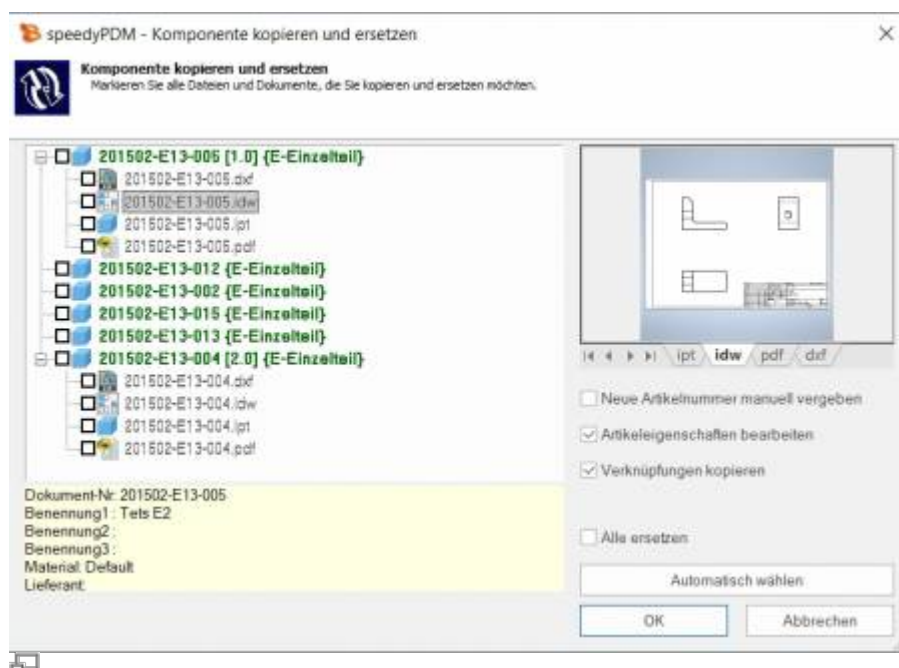 speedyPDM - Komponente kopieren und ersetzen
Komponente kopieren und ersetzen
Markieren Sie alle Dateien und Dokumente, die Sie kopieren und ersetzen möchten.
201502-E13-005 [1.0] {E-Einzelteil}
201502-E13-005.dxf
201502-E13-005.idw
201502-E13-005.ipt
201502-E13-005.pdf
201502-E13-012 {E-Einzelteil}
201502-E13-002 {E-Einzelteil}
201502-E13-015 {E-Einzelteil}
201502-E13-013 {E-Einzelteil}
201502-E13-004 [2.0] {E-Einzelteil}
201502-E13-004.dxf
201502-E13-004.idw
201502-E13-004.ipt
201502-E13-004.pdf
Dokument-Nr: 201502-E13-005
Benennung1 : Tets E2
Benennung2 :
Benennung3 :
Material: Default
Lieferant:
ipt idw pdf dxf
Neue Artikelnummer manuell vergeben
Artikeleigenschaften bearbeiten
Verknüpfungen kopieren
Alle ersetzen
Automatisch wählen
OK Abbrechen